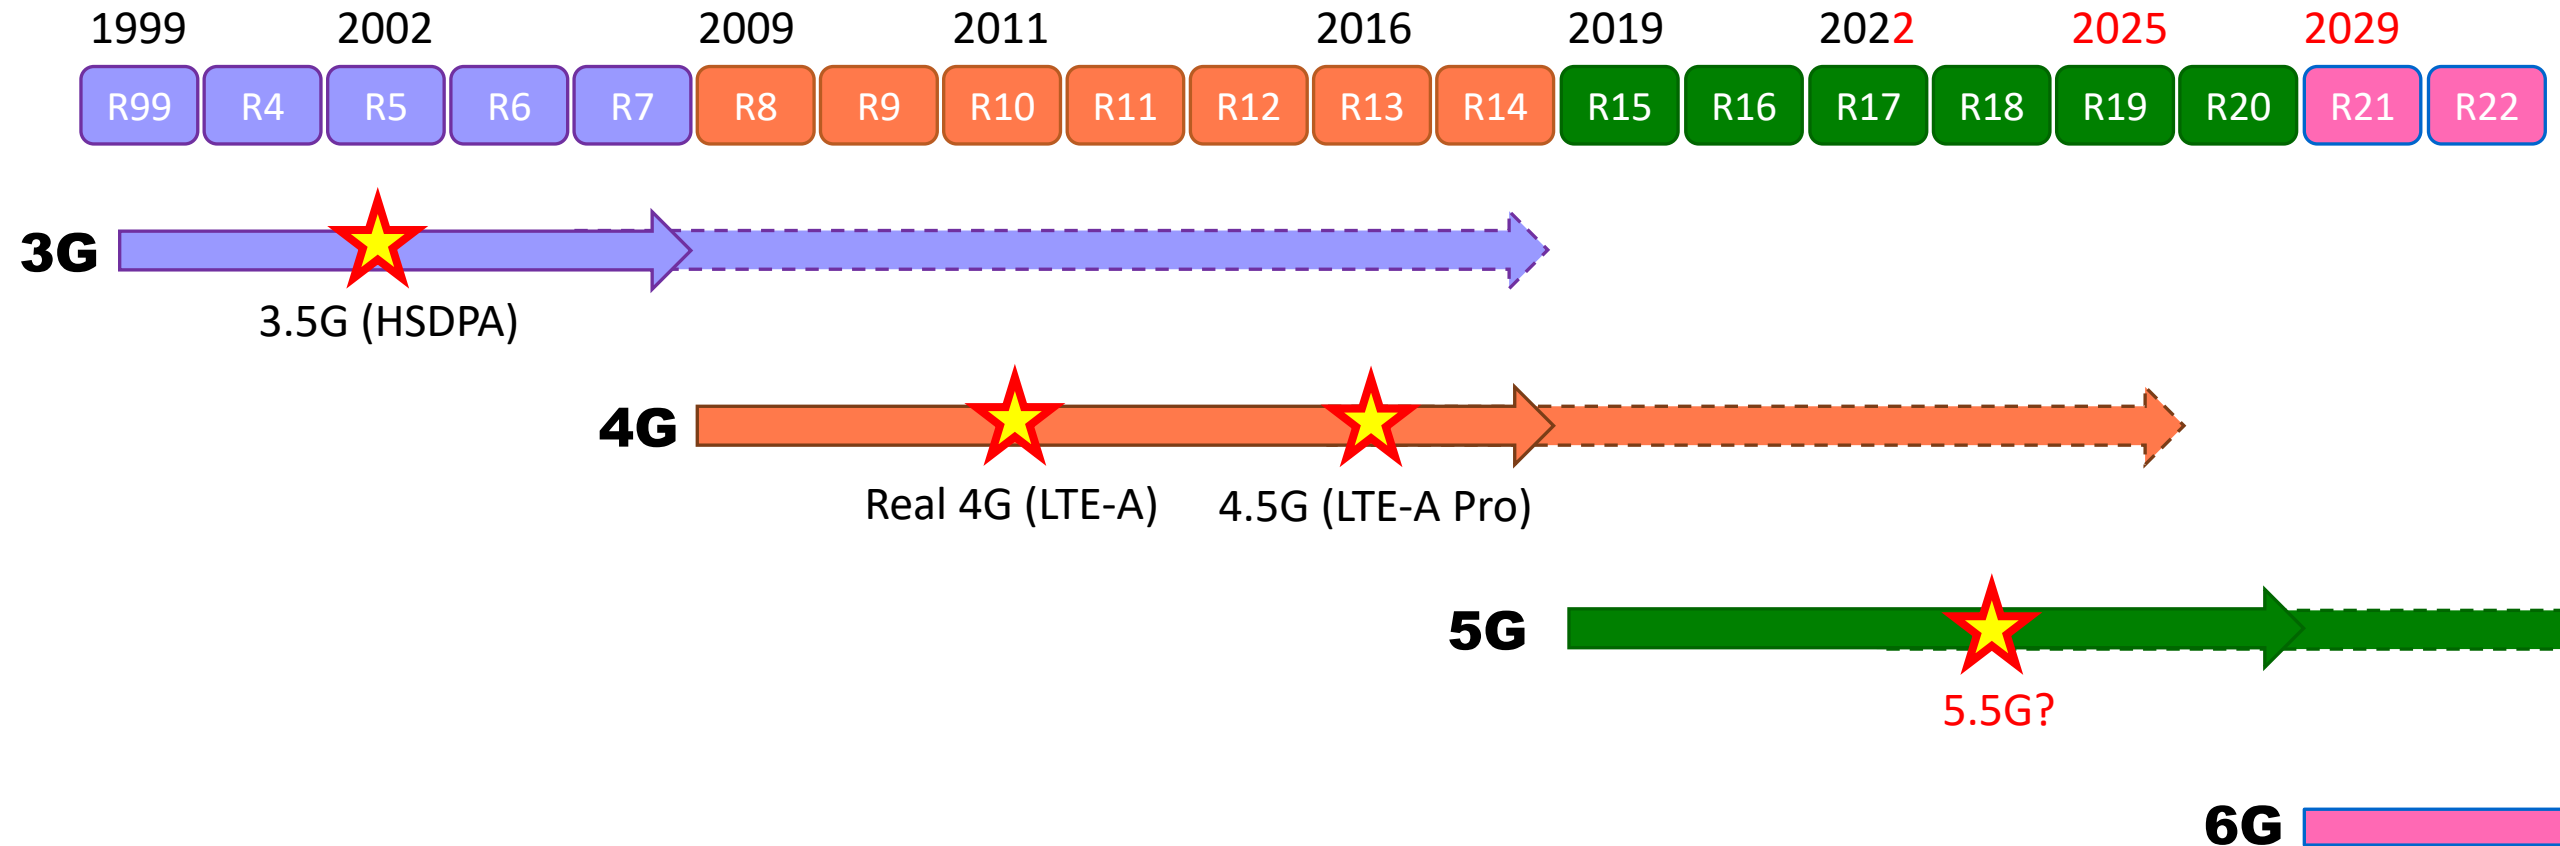 1999 2002 2009 2011 2016 2019 2022 2025 2029
R99 R4 R5 R6 R7 R8 R9 R10 R11 R12 R13 R14 R15 R16 R17 R18 R19 R20 R21 R22
3G
3.5G (HSDPA)
4G
Real 4G (LTE-A) 4.5G (LTE-A Pro)
5G
5.5G?
6G